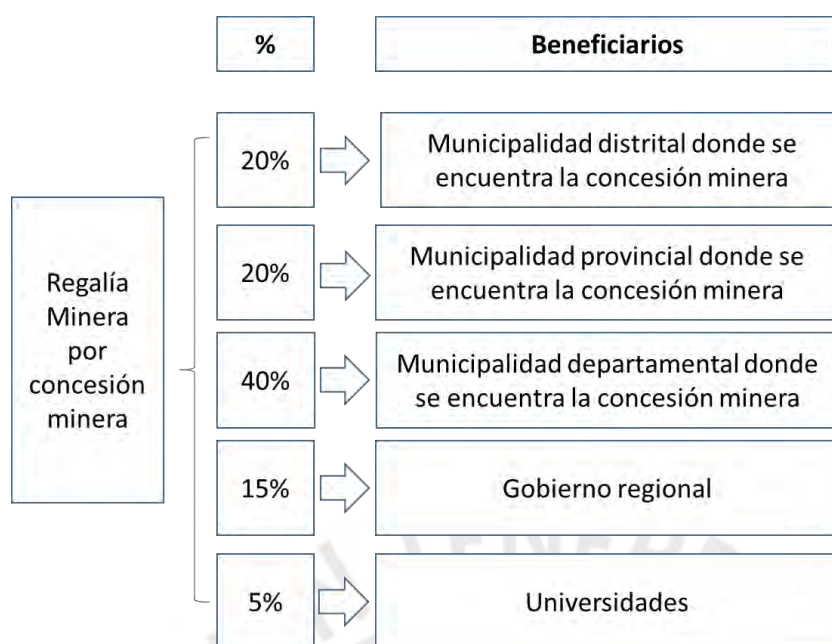 %
Beneficiarios
Regalía
Minera
por
concesión
minera
20%
Municipalidad distrital donde se
encuentra la concesión minera
20%
Municipalidad provincial donde se
encuentra la concesión minera
40%
Municipalidad departamental donde
se encuentra la concesión minera
15%
Gobierno regional
5%
Universidades